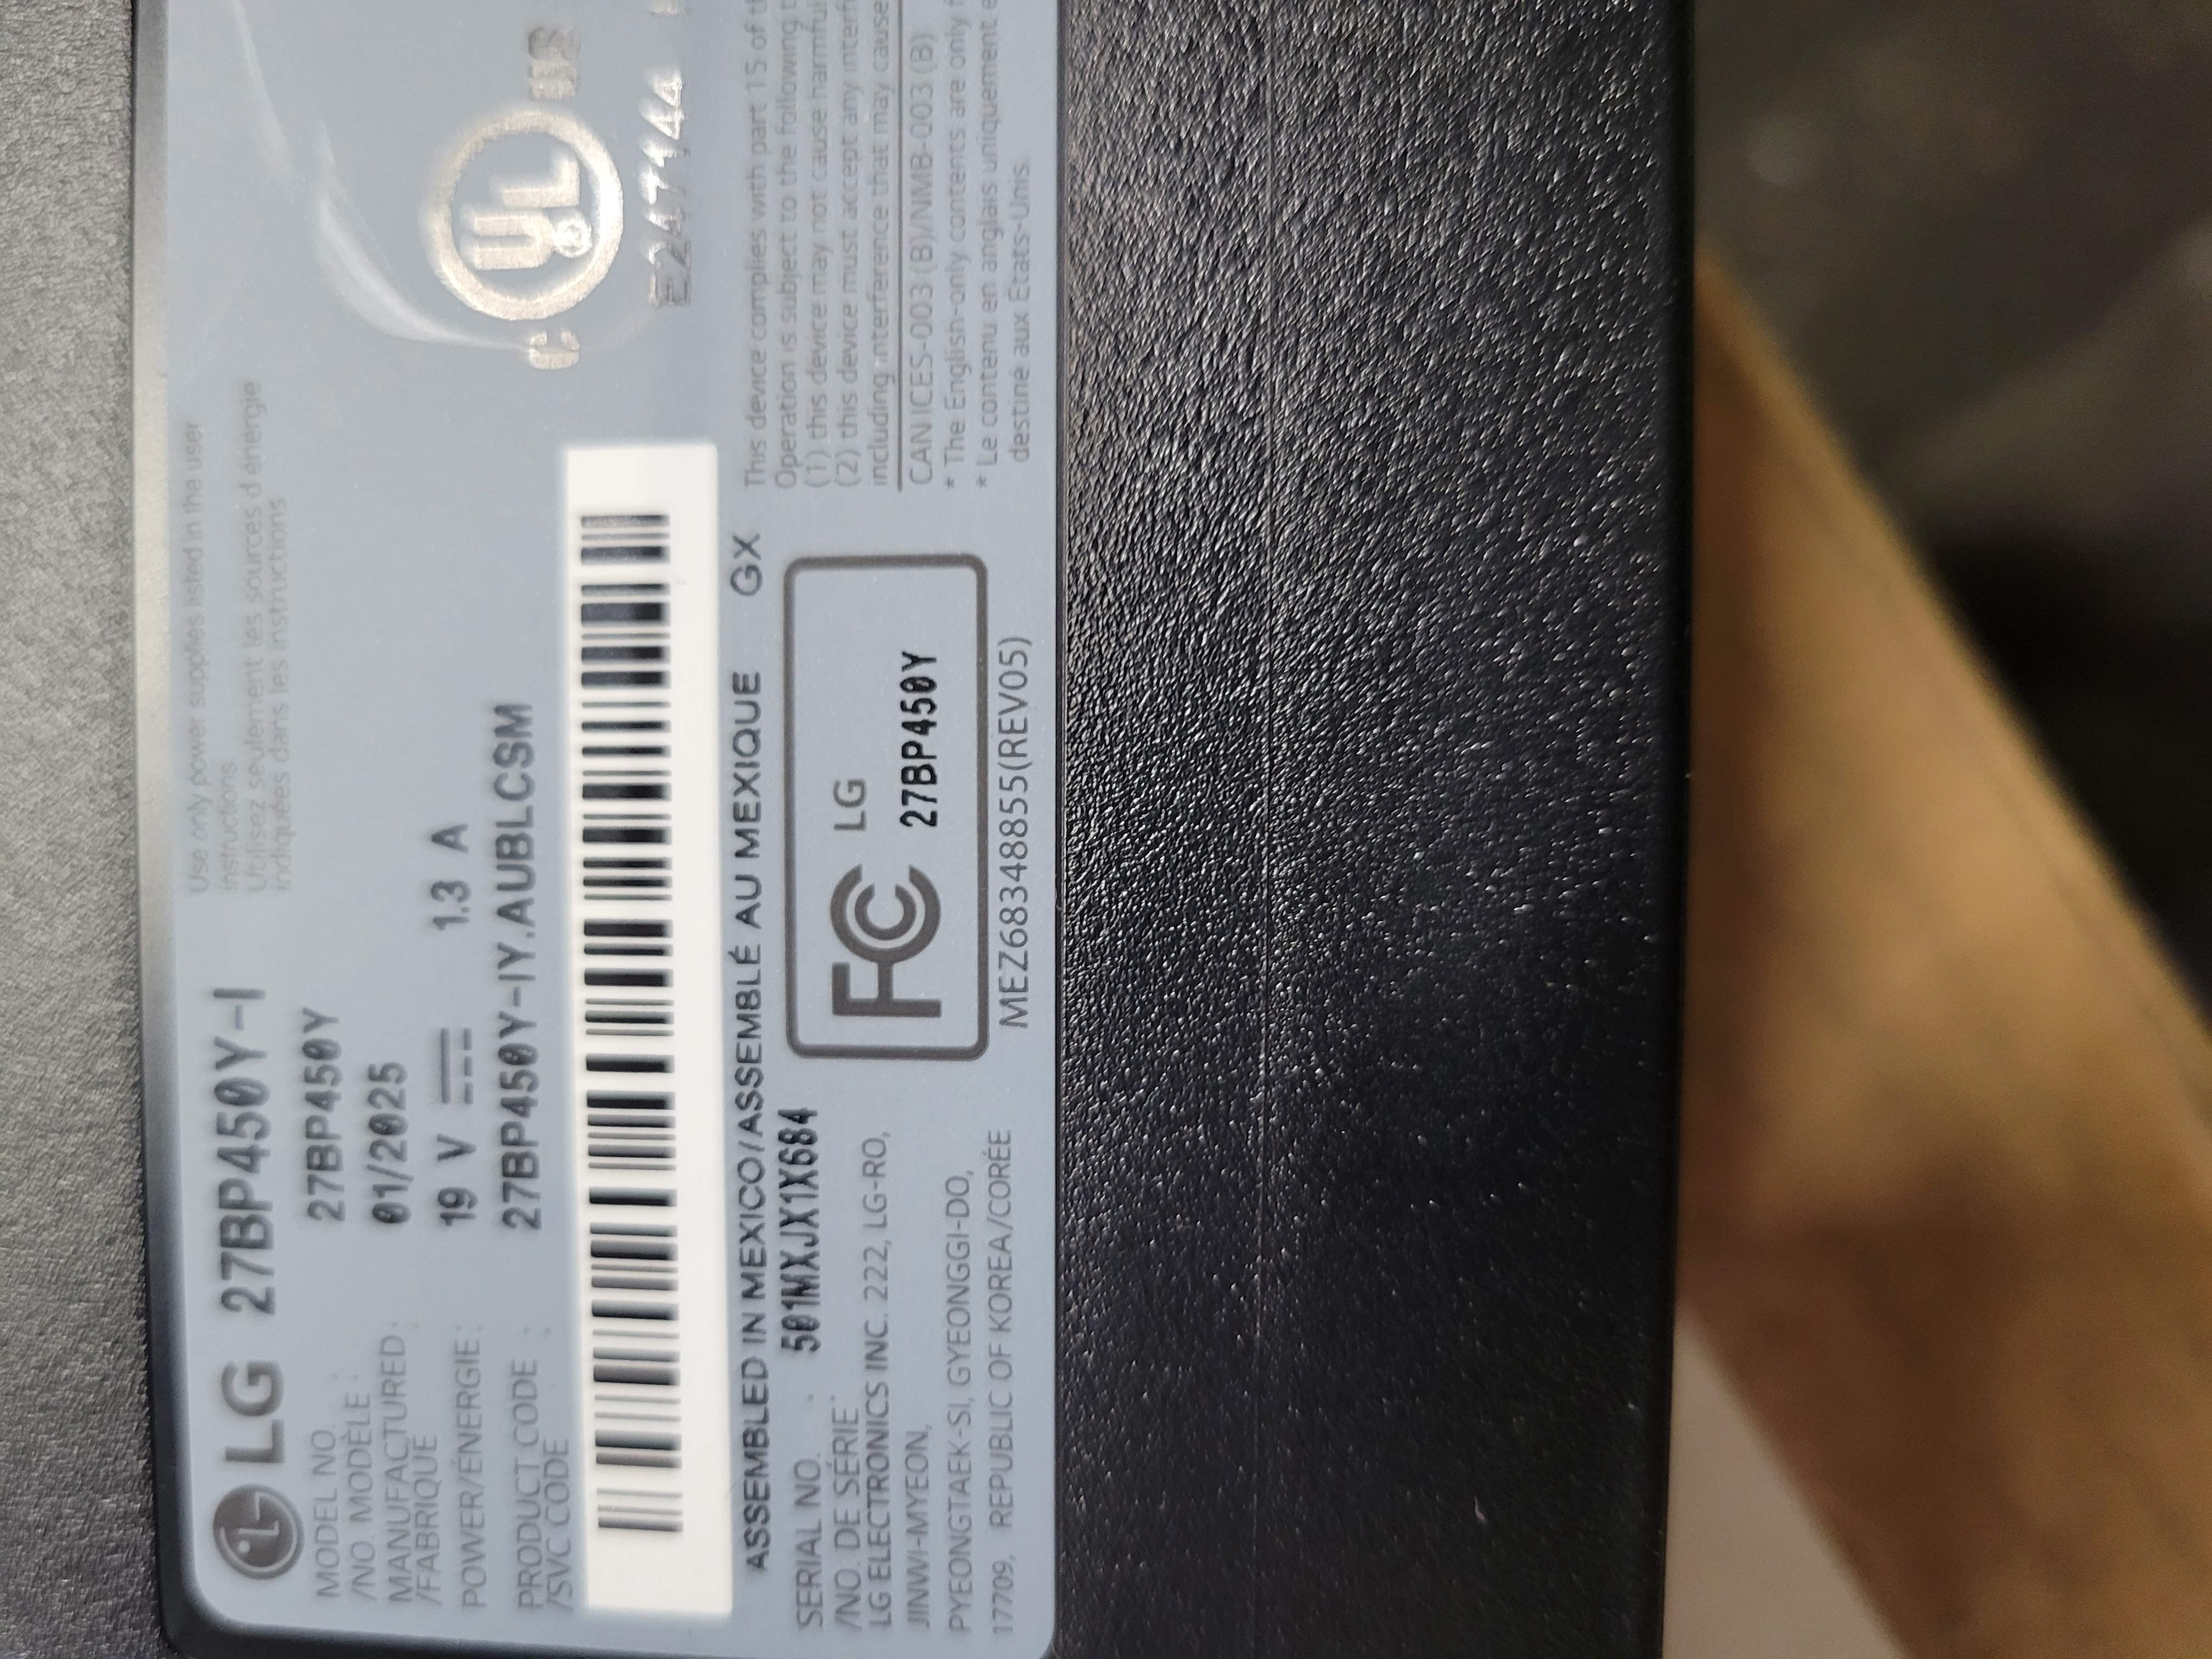 LG 27BP450Y-I
Use only power supplies listed in the user
instructions
Utilisez seulement les sources d'énergie
indiquées dans les instructions
MODEL NO. : 27BP450Y
/NO. MODÈLE
MANUFACTURED : 01/2025
/FABRIQUÉ
POWER/ÉNERGIE : 19 V 1.3 A
PRODUCT CODE : 27BP450Y-IY.AUBLCSM
/SVC CODE
c UL us
E247144
ASSEMBLED IN MEXICO/ASSEMBLÉ AU MEXIQUE GX
SERIAL NO. : 501MXJX1X684
/NO. DE SÉRIE
LG ELECTRONICS INC. 222, LG-RO,
JINWI-MYEON,
PYEONGTAEK-SI, GYEONGGI-DO,
17709, REPUBLIC OF KOREA/CORÉE
FC LG
27BP450Y
MEZ68348855(REV05)
This device complies with part 15 of
Operation is subject to the following
(1) this device may not cause harmful
(2) this device must accept any
including interference that may cause
CAN ICES-003 (B)/NMB-003 (B)
* The English-only contents are only
* Le contenu en anglais uniquement
destiné aux États-Unis